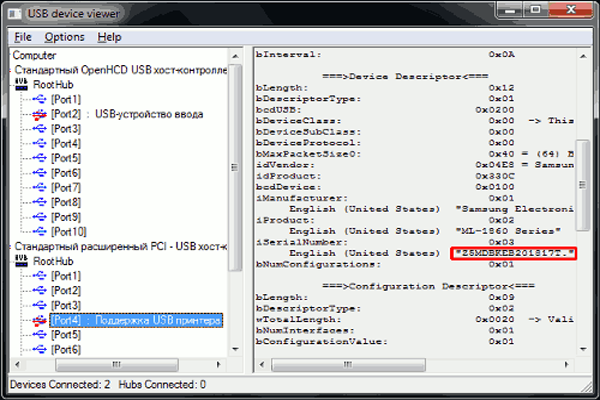 USB device viewer
File Options Help
Computer
Стандартный OpenHCD USB хост-контролле
RootHub
[Port1]
[Port2] : USB-устройство ввода
[Port3]
[Port4]
[Port5]
[Port6]
[Port7]
[Port8]
[Port9]
[Port10]
Стандартный расширенный PCI - USB хост-к
RootHub
[Port1]
[Port2]
[Port3]
[Port4] : Поддержка USB принтера
[Port5]
[Port6]
bInterval: 0x0A
===>Device Descriptor<===
bLength: 0x12
bDescriptorType: 0x01
bcdUSB: 0x0200
bDeviceClass: 0x00 -> This
bDeviceSubClass: 0x00
bDeviceProtocol: 0x00
bMaxPacketSize0: 0x40 = (64) B
idVendor: 0x04E8 = Samsun
idProduct: 0x330C
bcdDevice: 0x0100
iManufacturer: 0x01
English (United States) "Samsung Electroni
iProduct: 0x02
English (United States) "ML-1860 Series"
iSerialNumber: 0x03
English (United States) "Z5MDBKEB201817T."
bNumConfigurations: 0x01
===>Configuration Descriptor<===
bLength: 0x09
bDescriptorType: 0x02
wTotalLength: 0x0020 -> Vali
bNumInterfaces: 0x01
bConfigurationValue: 0x01
Devices Connected: 2 Hubs Connected: 0